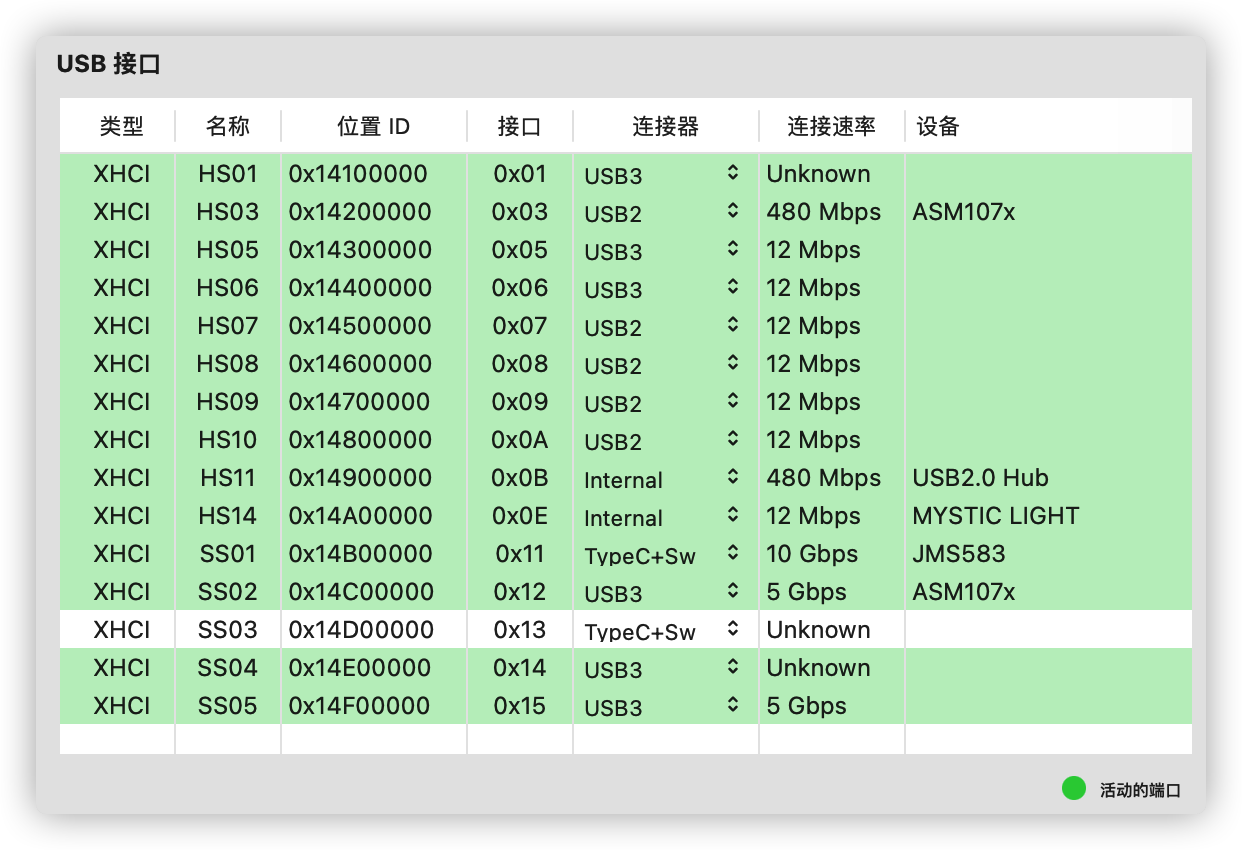 USB 接口
类型 名称 位置 ID 接口 连接器 连接速率 设备
XHCI HS01 0x14100000 0x01 USB3 Unknown
XHCI HS03 0x14200000 0x03 USB2 480 Mbps ASM107x
XHCI HS05 0x14300000 0x05 USB3 12 Mbps
XHCI HS06 0x14400000 0x06 USB3 12 Mbps
XHCI HS07 0x14500000 0x07 USB2 12 Mbps
XHCI HS08 0x14600000 0x08 USB2 12 Mbps
XHCI HS09 0x14700000 0x09 USB2 12 Mbps
XHCI HS10 0x14800000 0x0A USB2 12 Mbps
XHCI HS11 0x14900000 0x0B Internal 480 Mbps USB2.0 Hub
XHCI HS14 0x14A00000 0x0E Internal 12 Mbps MYSTIC LIGHT
XHCI SS01 0x14B00000 0x11 TypeC+Sw 10 Gbps JMS583
XHCI SS02 0x14C00000 0x12 USB3 5 Gbps ASM107x
XHCI SS03 0x14D00000 0x13 TypeC+Sw Unknown
XHCI SS04 0x14E00000 0x14 USB3 Unknown
XHCI SS05 0x14F00000 0x15 USB3 5 Gbps
活动的端口